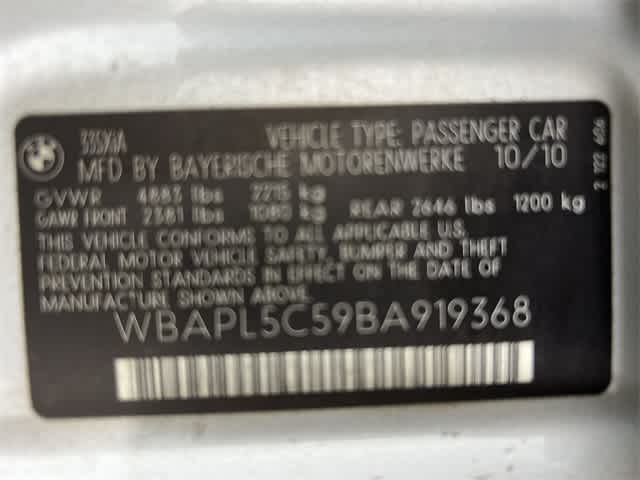 BMW
335XIA
VEHICLE TYPE: PASSENGER CAR
MFD BY BAYERISCHE MOTORENWERKE 10/10
GVWR 4883 lbs 2215 kg
GAWR FRONT 2381 lbs 1080 kg REAR 2646 lbs 1200 kg
THIS VEHICLE CONFORMS TO ALL APPLICABLE U.S.
FEDERAL MOTOR VEHICLE SAFETY, BUMPER AND THEFT
PREVENTION STANDARDS IN EFFECT ON THE DATE OF
MANUFACTURE SHOWN ABOVE.
WBAPL5C59BA919368